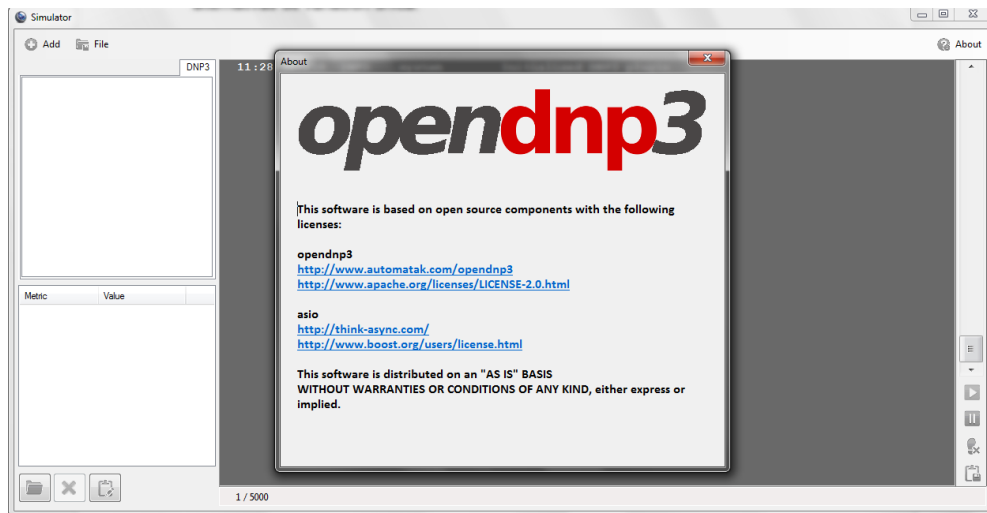 Simulator
Add File About
DNP3
11:28
About
opendnp3
This software is based on open source components with the following
licenses:
opendnp3
http://www.automatak.com/opendnp3
http://www.apache.org/licenses/LICENSE-2.0.html
asio
http://think-async.com/
http://www.boost.org/users/license.html
This software is distributed on an "AS IS" BASIS
WITHOUT WARRANTIES OR CONDITIONS OF ANY KIND, either express or
implied.
Metric Value
1 / 5000